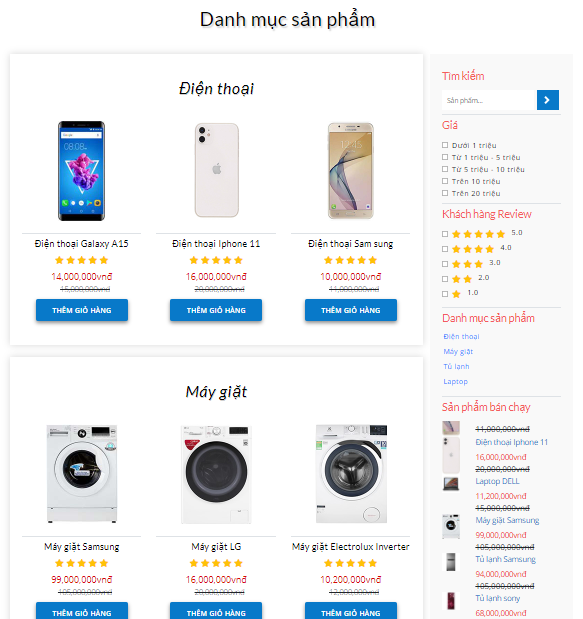 Danh mục sản phẩm
Điện thoại
Điện thoại Galaxy A15
14,000,000vnđ
15,000,000vnđ
THÊM GIỎ HÀNG
Điện thoại Iphone 11
16,000,000vnđ
20,000,000vnđ
THÊM GIỎ HÀNG
Điện thoại Sam sung
10,000,000vnđ
11,000,000vnđ
THÊM GIỎ HÀNG
Máy giặt
Máy giặt Samsung
99,000,000vnđ
105,000,000vnđ
THÊM GIỎ HÀNG
Máy giặt LG
16,000,000vnđ
20,000,000vnđ
THÊM GIỎ HÀNG
Máy giặt Electrolux Inverter
10,200,000vnđ
12,000,000vnđ
THÊM GIỎ HÀNG
Tìm kiếm
Sản phẩm...
Giá
Dưới 1 triệu
Từ 1 triệu - 5 triệu
Từ 5 triệu - 10 triệu
Trên 10 triệu
Trên 20 triệu
Khách hàng Review
5.0
4.0
3.0
2.0
1.0
Danh mục sản phẩm
Điện thoại
Máy giặt
Tủ lạnh
Laptop
Sản phẩm bán chạy
11,000,000vnđ
Điện thoại Iphone 11
16,000,000vnđ
20,000,000vnđ
Laptop DELL
11,200,000vnđ
15,000,000vnđ
Máy giặt Samsung
99,000,000vnđ
105,000,000vnđ
Tủ lạnh Samsung
94,000,000vnđ
105,000,000vnđ
Tủ lạnh sony
68,000,000vnđ